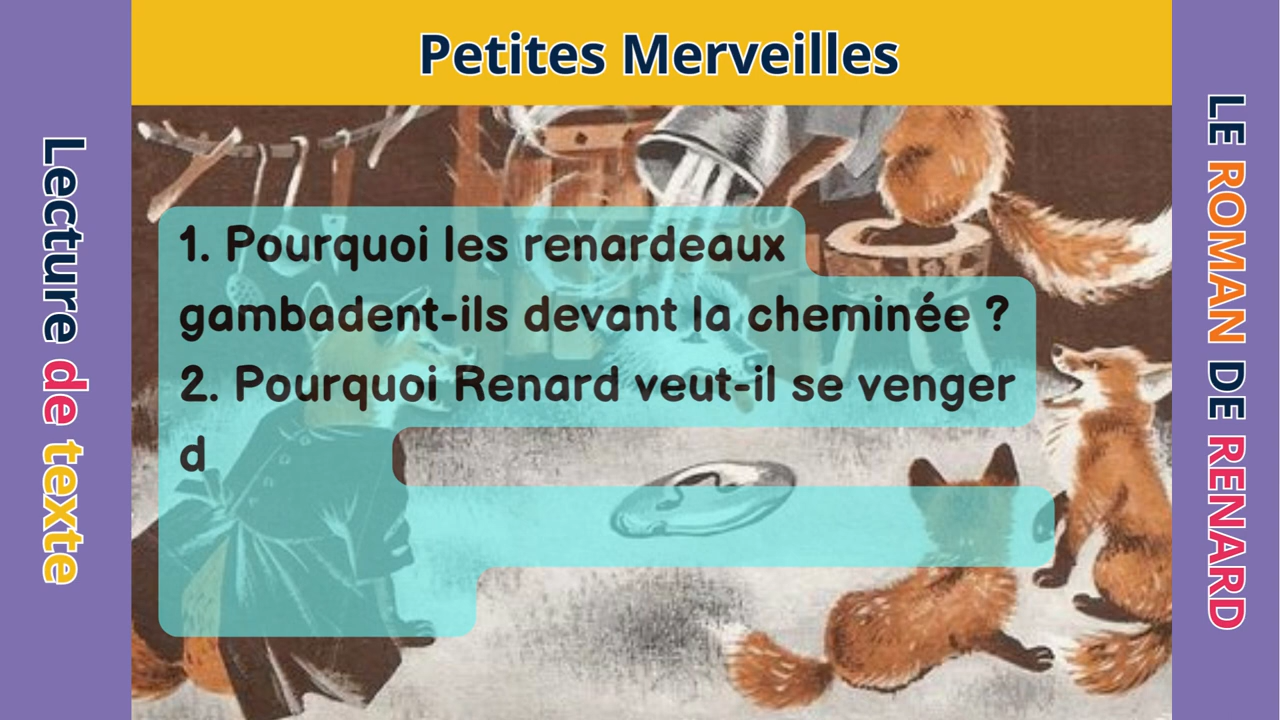 Petites Merveilles
Lecture de texte
1. Pourquoi les renardeaux
gambadent-ils devant la cheminée ?
2. Pourquoi Renard veut-il se venger
d
LE ROMAN DE RENARD